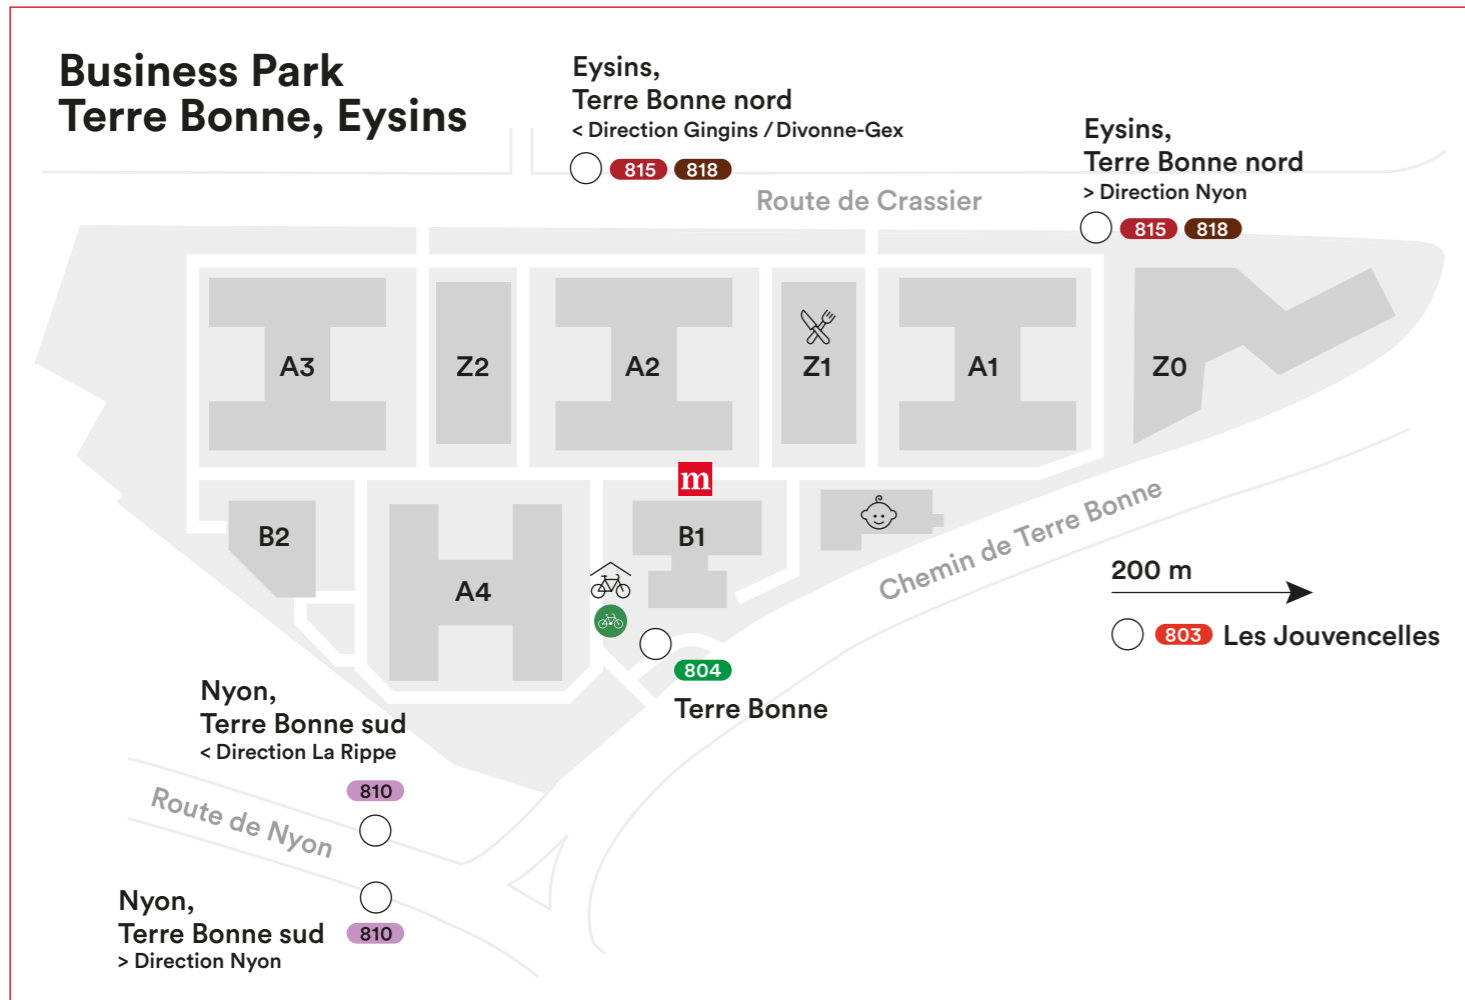 Business Park
Terre Bonne, Eysins
Eysins,
Terre Bonne nord
< Direction Gingins / Divonne-Gex
815 818
Eysins,
Terre Bonne nord
> Direction Nyon
815 818
Route de Crassier
A3
Z2
A2
Z1
A1
Z0
m
B2
A4
B1
Chemin de Terre Bonne
200 m
803 Les Jouvencelles
804
Terre Bonne
Nyon,
Terre Bonne sud
< Direction La Rippe
810
Route de Nyon
Nyon,
Terre Bonne sud
810
> Direction Nyon